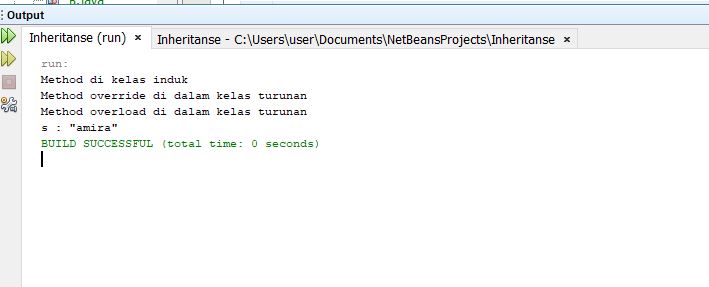 B.java
Output
Inheritanse (run) × Inheritanse - C:\Users\user\Documents\NetBeansProjects\Inheritanse ×
run:
Method di kelas induk
Method override di dalam kelas turunan
Method overload di dalam kelas turunan
s : "amira"
BUILD SUCCESSFUL (total time: 0 seconds)